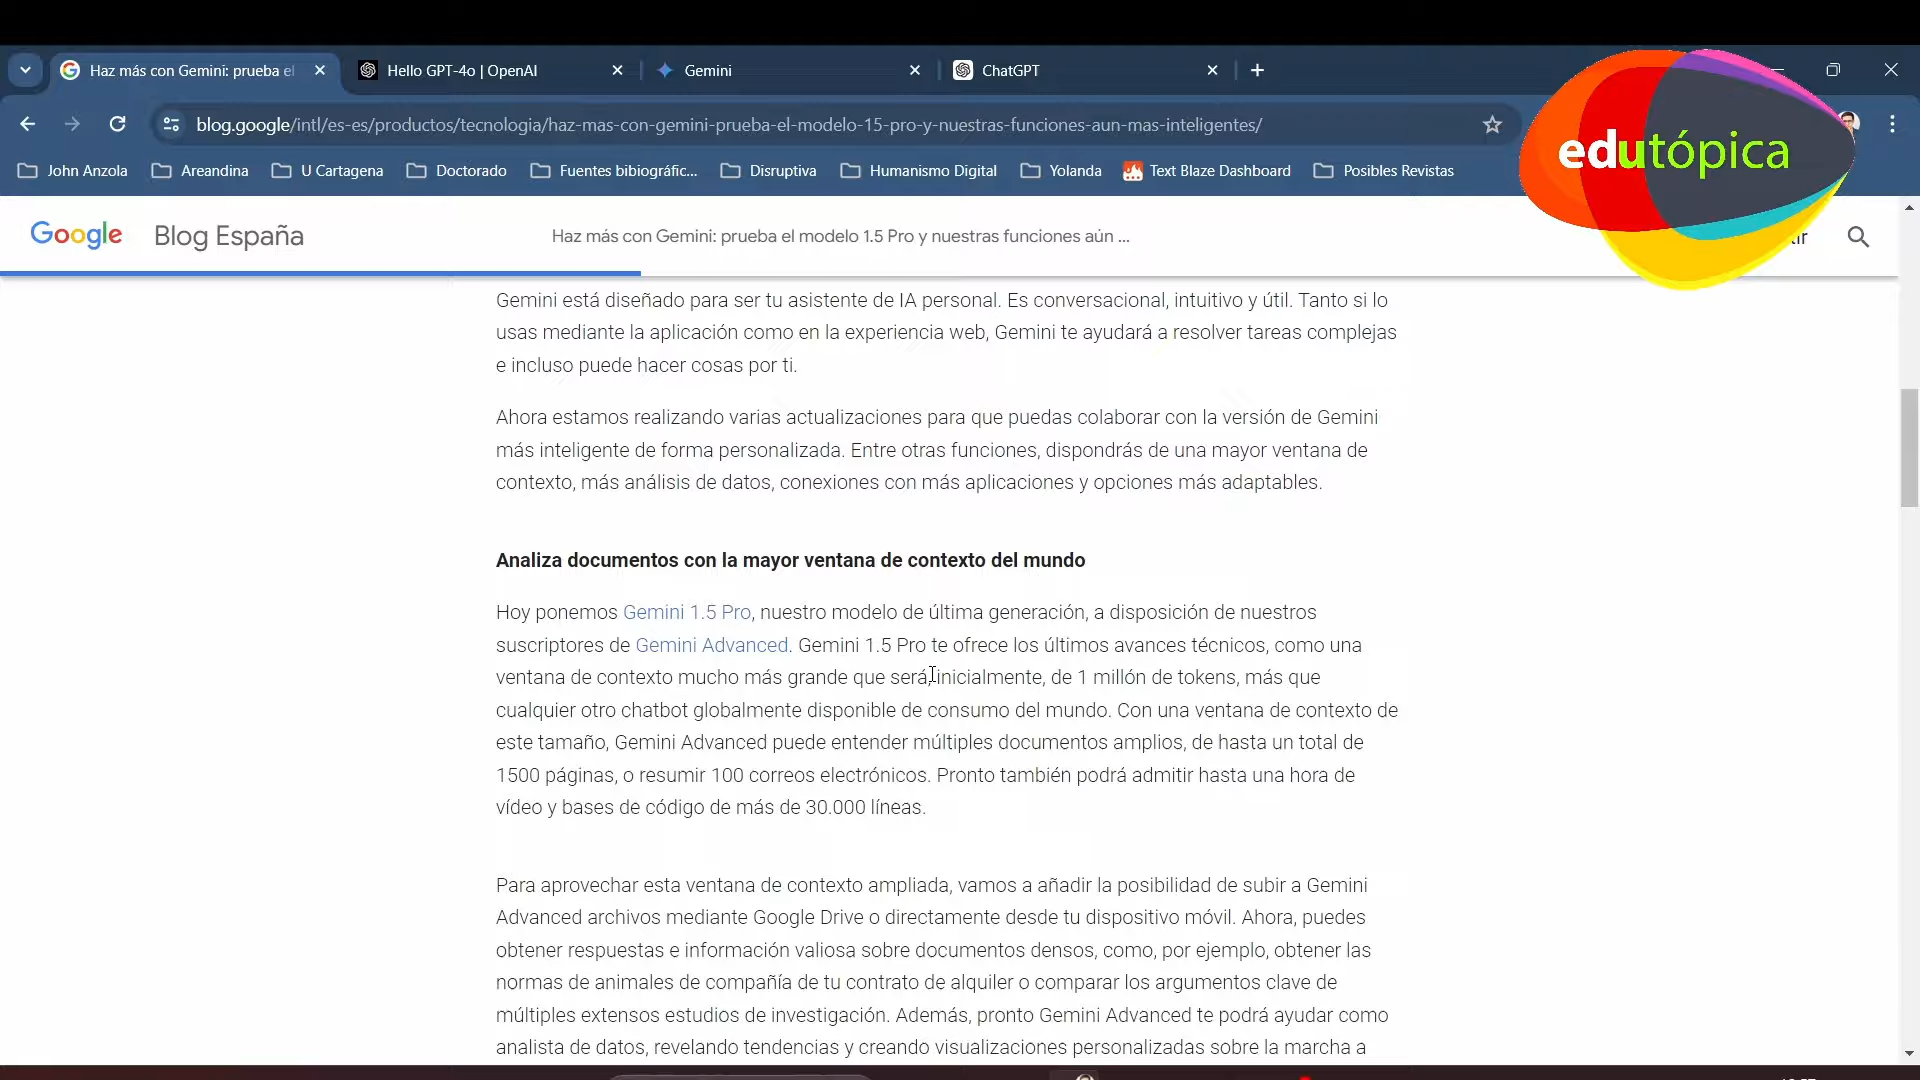 Haz más con Gemini: prueba el
Hello GPT-4o | OpenAI
Gemini
ChatGPT
blog.google/intl/es-es/productos/tecnologia/haz-mas-con-gemini-prueba-el-modelo-15-pro-y-nuestras-funciones-aun-mas-inteligentes/
John Anzola
Areandina
U Cartagena
Doctorado
Fuentes bibiográfic...
Disruptiva
Humanismo Digital
Yolanda
Text Blaze Dashboard
Posibles Revistas
edutópica
Google Blog España
Haz más con Gemini: prueba el modelo 1.5 Pro y nuestras funciones aún ...
Gemini está diseñado para ser tu asistente de IA personal. Es conversacional, intuitivo y útil. Tanto si lo
usas mediante la aplicación como en la experiencia web, Gemini te ayudará a resolver tareas complejas
e incluso puede hacer cosas por ti.
Ahora estamos realizando varias actualizaciones para que puedas colaborar con la versión de Gemini
más inteligente de forma personalizada. Entre otras funciones, dispondrás de una mayor ventana de
contexto, más análisis de datos, conexiones con más aplicaciones y opciones más adaptables.
Analiza documentos con la mayor ventana de contexto del mundo
Hoy ponemos Gemini 1.5 Pro, nuestro modelo de última generación, a disposición de nuestros
suscriptores de Gemini Advanced. Gemini 1.5 Pro te ofrece los últimos avances técnicos, como una
ventana de contexto mucho más grande que será, inicialmente, de 1 millón de tokens, más que
cualquier otro chatbot globalmente disponible de consumo del mundo. Con una ventana de contexto de
este tamaño, Gemini Advanced puede entender múltiples documentos amplios, de hasta un total de
1500 páginas, o resumir 100 correos electrónicos. Pronto también podrá admitir hasta una hora de
vídeo y bases de código de más de 30.000 líneas.
Para aprovechar esta ventana de contexto ampliada, vamos a añadir la posibilidad de subir a Gemini
Advanced archivos mediante Google Drive o directamente desde tu dispositivo móvil. Ahora, puedes
obtener respuestas e información valiosa sobre documentos densos, como, por ejemplo, obtener las
normas de animales de compañía de tu contrato de alquiler o comparar los argumentos clave de
múltiples extensos estudios de investigación. Además, pronto Gemini Advanced te podrá ayudar como
analista de datos, revelando tendencias y creando visualizaciones personalizadas sobre la marcha a